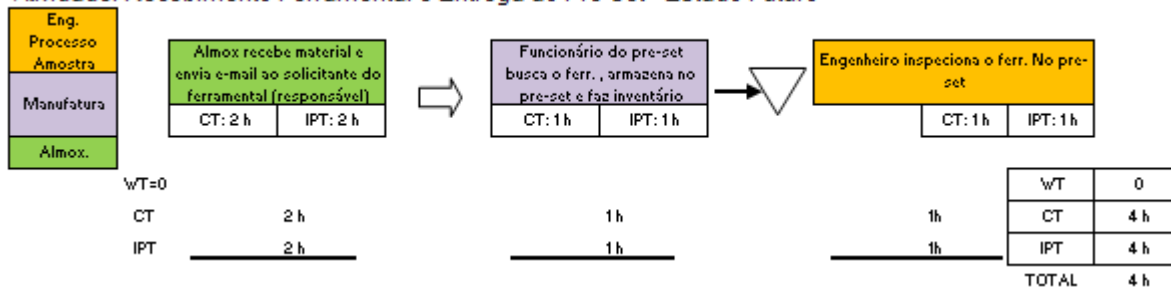 Eng.
Processo
Amostra
Manufatura
Almox.
Almox recebe material e
envia e-mail ao solicitante do
ferramental (responsável)
CT: 2 h
IPT: 2 h
Funcionário do pre-set
busca o ferr. , armazena no
pre-set e faz inventário
CT: 1 h
IPT: 1 h
Engenheiro inspeciona o ferr. No pre-
set
CT: 1 h
IPT: 1 h
WT=0
WT 0
CT 2 h 1 h 1h CT 4 h
IPT 2 h 1 h 1h IPT 4 h
TOTAL 4 h